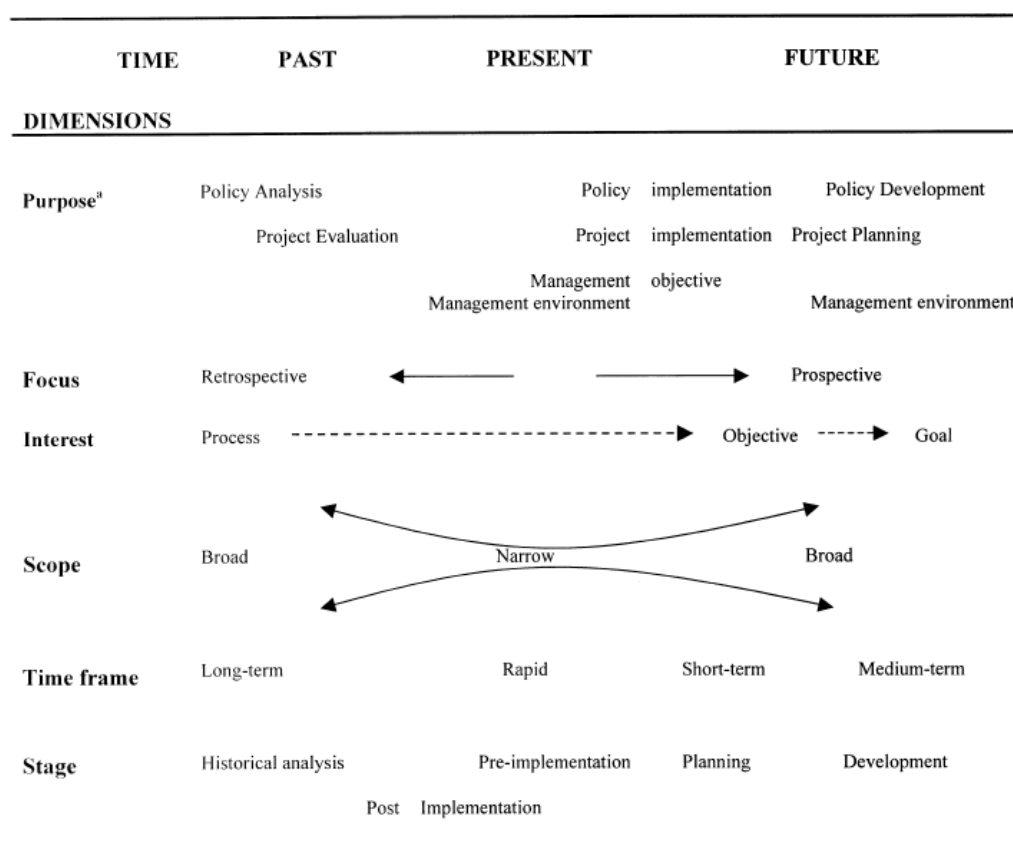 TIME PAST PRESENT FUTURE
DIMENSIONS
Purposeª Policy Analysis Policy implementation Policy Development
Project Evaluation Project implementation Project Planning
Management objective
Management environment Management environment
Focus Retrospective Prospective
Interest Process Objective Goal
Scope Broad Narrow Broad
Time frame Long-term Rapid Short-term Medium-term
Stage Historical analysis Pre-implementation Planning Development
Post Implementation